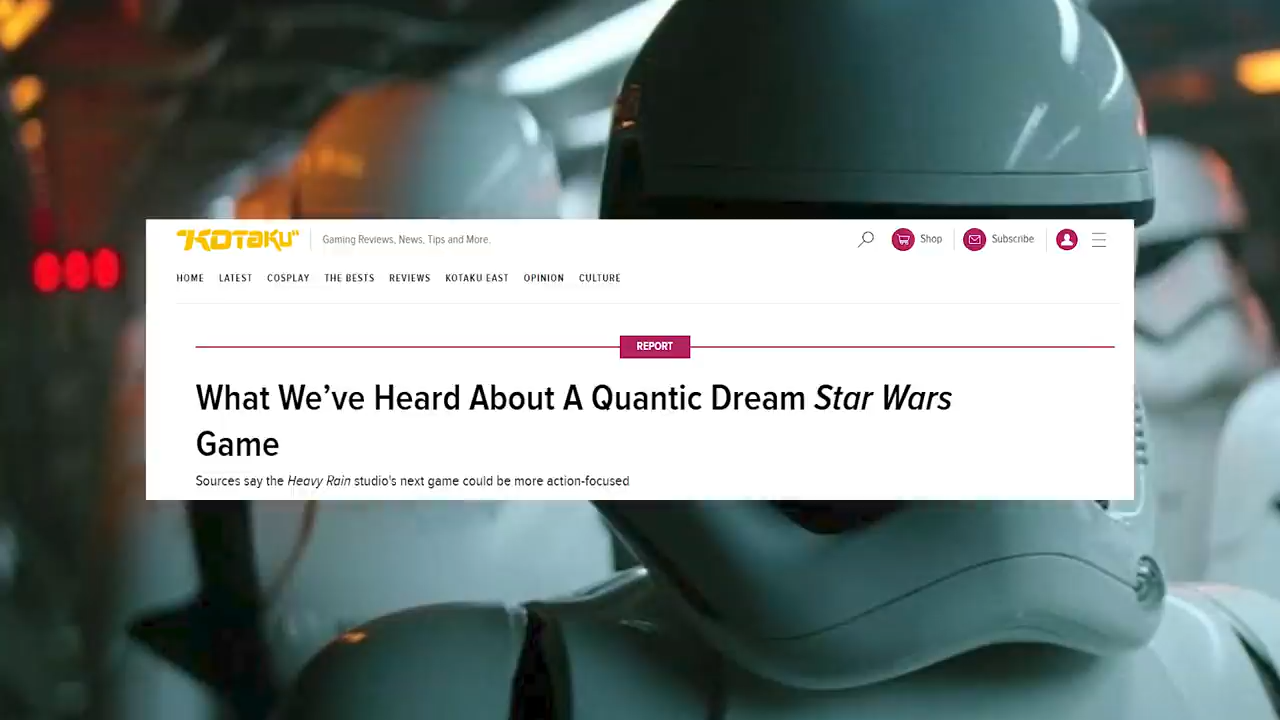 "KOTAKU" Gaming Reviews, News, Tips and More. Shop Subscribe
HOME LATEST COSPLAY THE BESTS REVIEWS KOTAKU EAST OPINION CULTURE
REPORT
What We've Heard About A Quantic Dream Star Wars
Game
Sources say the Heavy Rain studio's next game could be more action-focused